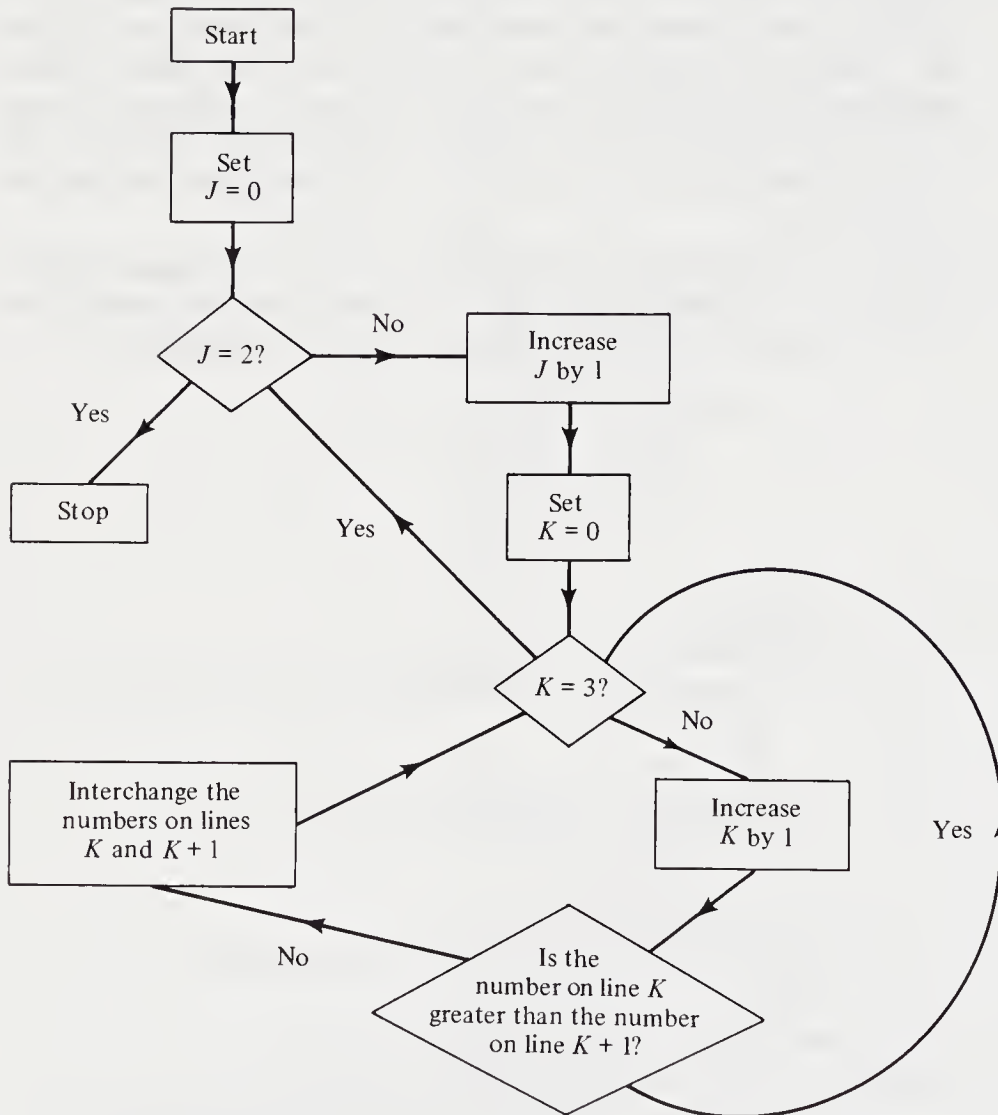 Start
Set
J = 0
J = 2?
No
Increase
J by 1
Yes
Stop
Set
K = 0
Yes
K = 3?
No
Interchange the
numbers on lines
K and K + 1
Increase
K by 1
Yes
No
Is the
number on line K
greater than the number
on line K + 1?